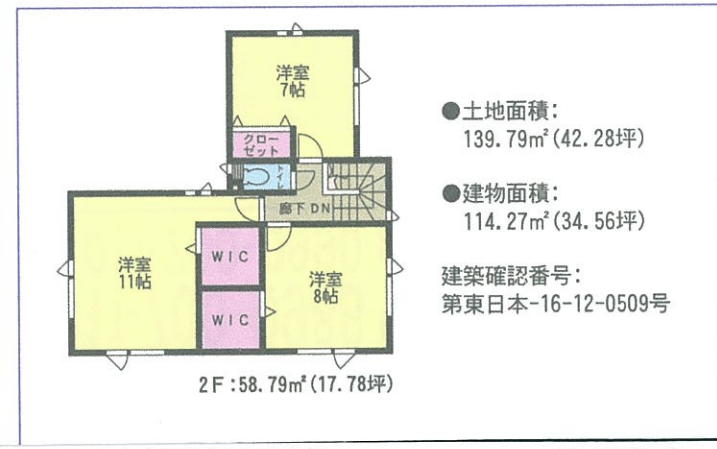 洋室
7帖
クロー
ゼット
トイレ
廊下 DN
洋室
11帖
WIC
WIC
洋室
8帖
2F:58.79㎡(17.78坪)
●土地面積:
139.79㎡(42.28坪)
●建物面積:
114.27㎡(34.56坪)
建築確認番号:
第東日本-16-12-0509号